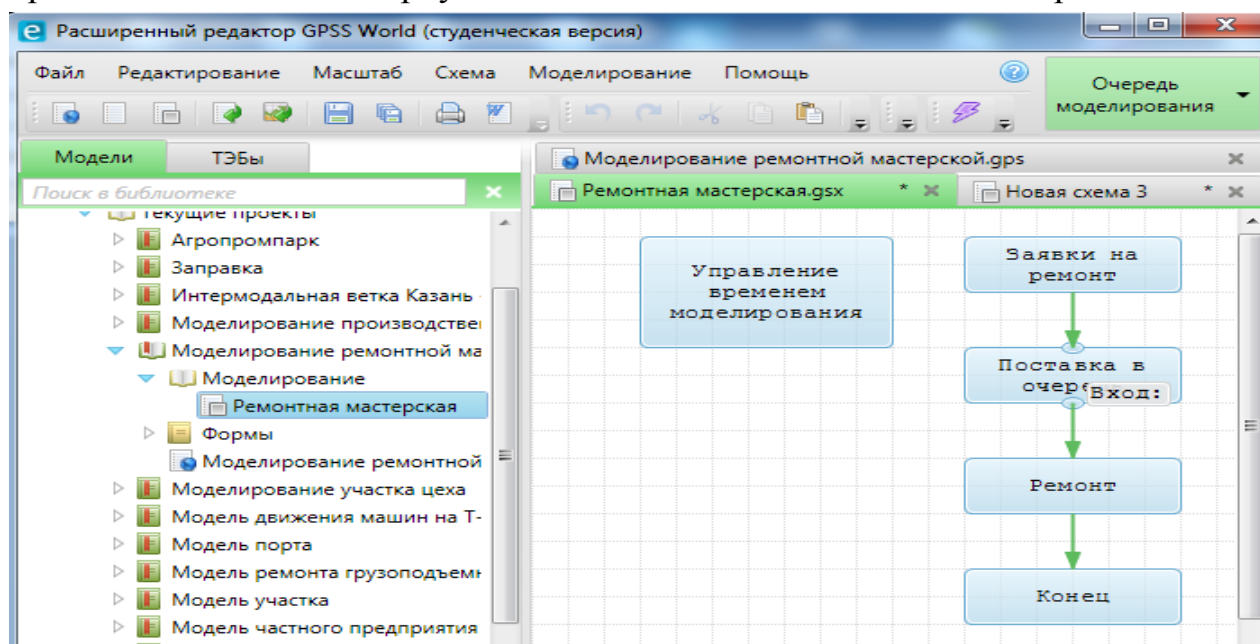 Расширенный редактор GPSS World (студенческая версия)
Файл Редактирование Масштаб Схема Моделирование Помощь
Очередь
моделирования
Модели ТЭБы
Моделирование ремонтной мастерской.gps
Поиск в библиотеке
Ремонтная мастерская.gsx * Новая схема 3 *
Текущие проекты
Агропромпарк
Заправка
Интермодальная ветка Казань
Моделирование производстве
Моделирование ремонтной ма
Моделирование
Ремонтная мастерская
Формы
Моделирование ремонтной
Моделирование участка цеха
Модель движения машин на Т-
Модель порта
Модель ремонта грузоподъем
Модель участка
Модель частного предприятия
Управление
временем
моделирования
Заявки на
ремонт
Поставка в
очере
Вход:
Ремонт
Конец